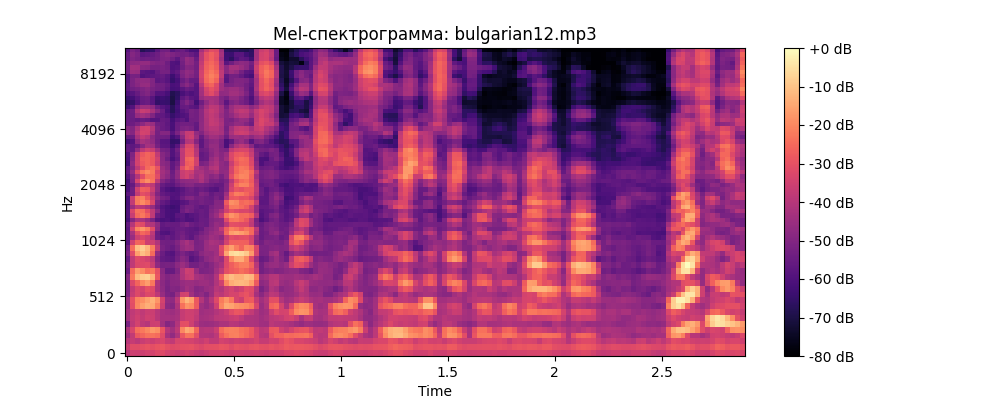 Mel-спектрограмма: bulgarian12.mp3
Hz
8192
4096
2048
1024
512
0
0
0.5
1
1.5
2
2.5
Time
+0 dB
-10 dB
-20 dB
-30 dB
-40 dB
-50 dB
-60 dB
-70 dB
-80 dB